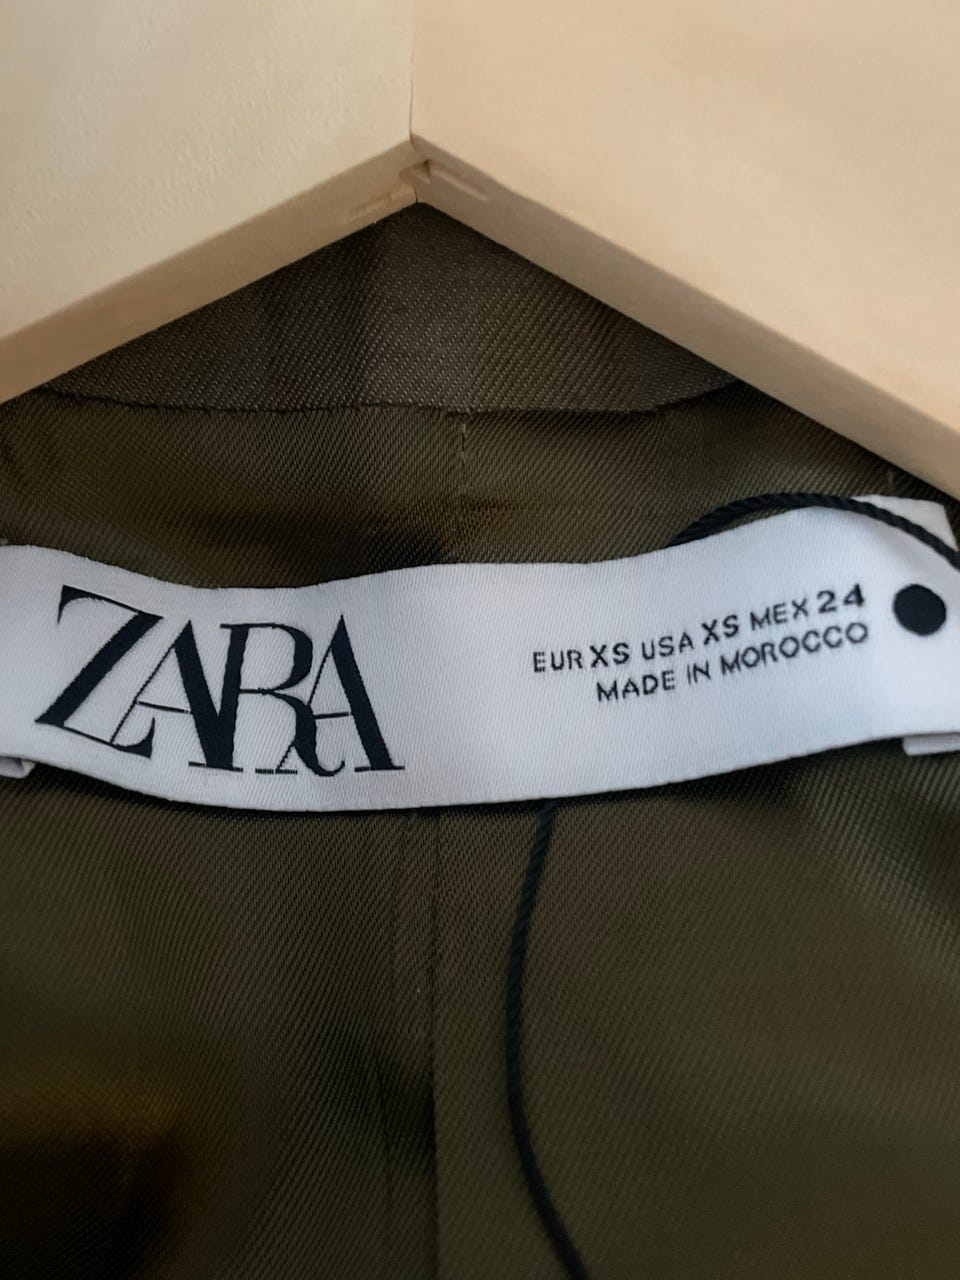 ZARA
EUR XS USA XS MEX 24
MADE IN MOROCCO